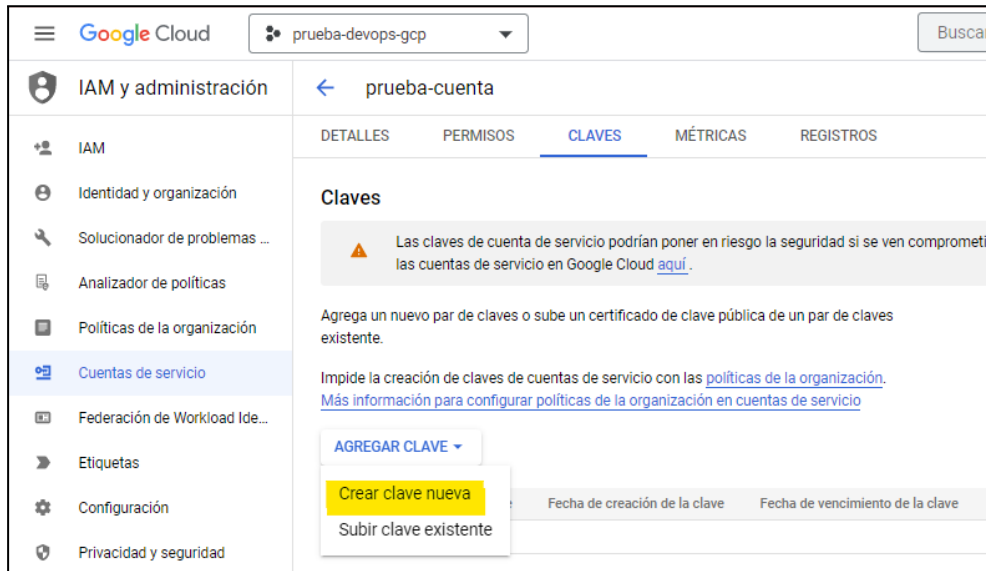 Google Cloud
prueba-devops-gcp
Buscar
IAM y administración
prueba-cuenta
DETALLES PERMISOS CLAVES MÉTRICAS REGISTROS
IAM
Identidad y organización
Solucionador de problemas ...
Analizador de políticas
Políticas de la organización
Cuentas de servicio
Federación de Workload Ide...
Etiquetas
Configuración
Privacidad y seguridad
Claves
Las claves de cuenta de servicio podrían poner en riesgo la seguridad si se ven comprometi
las cuentas de servicio en Google Cloud aquí .
Agrega un nuevo par de claves o sube un certificado de clave pública de un par de claves
existente.
Impide la creación de claves de cuentas de servicio con las políticas de la organización.
Más información para configurar políticas de la organización en cuentas de servicio
AGREGAR CLAVE
Crear clave nueva
Subir clave existente
Fecha de creación de la clave Fecha de vencimiento de la clave